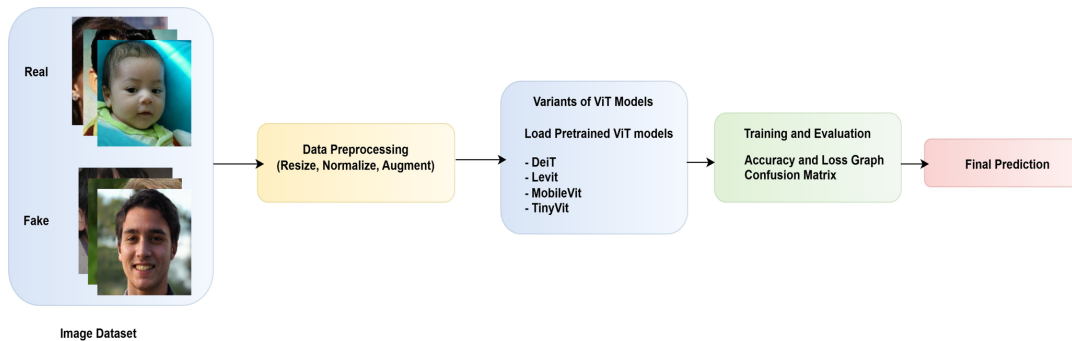 Real
Fake
Image Dataset
Data Preprocessing
(Resize, Normalize, Augment)
Variants of ViT Models
Load Pretrained ViT models
- DeiT
- Levit
- MobileVit
- TinyVit
Training and Evaluation
Accuracy and Loss Graph
Confusion Matrix
Final Prediction